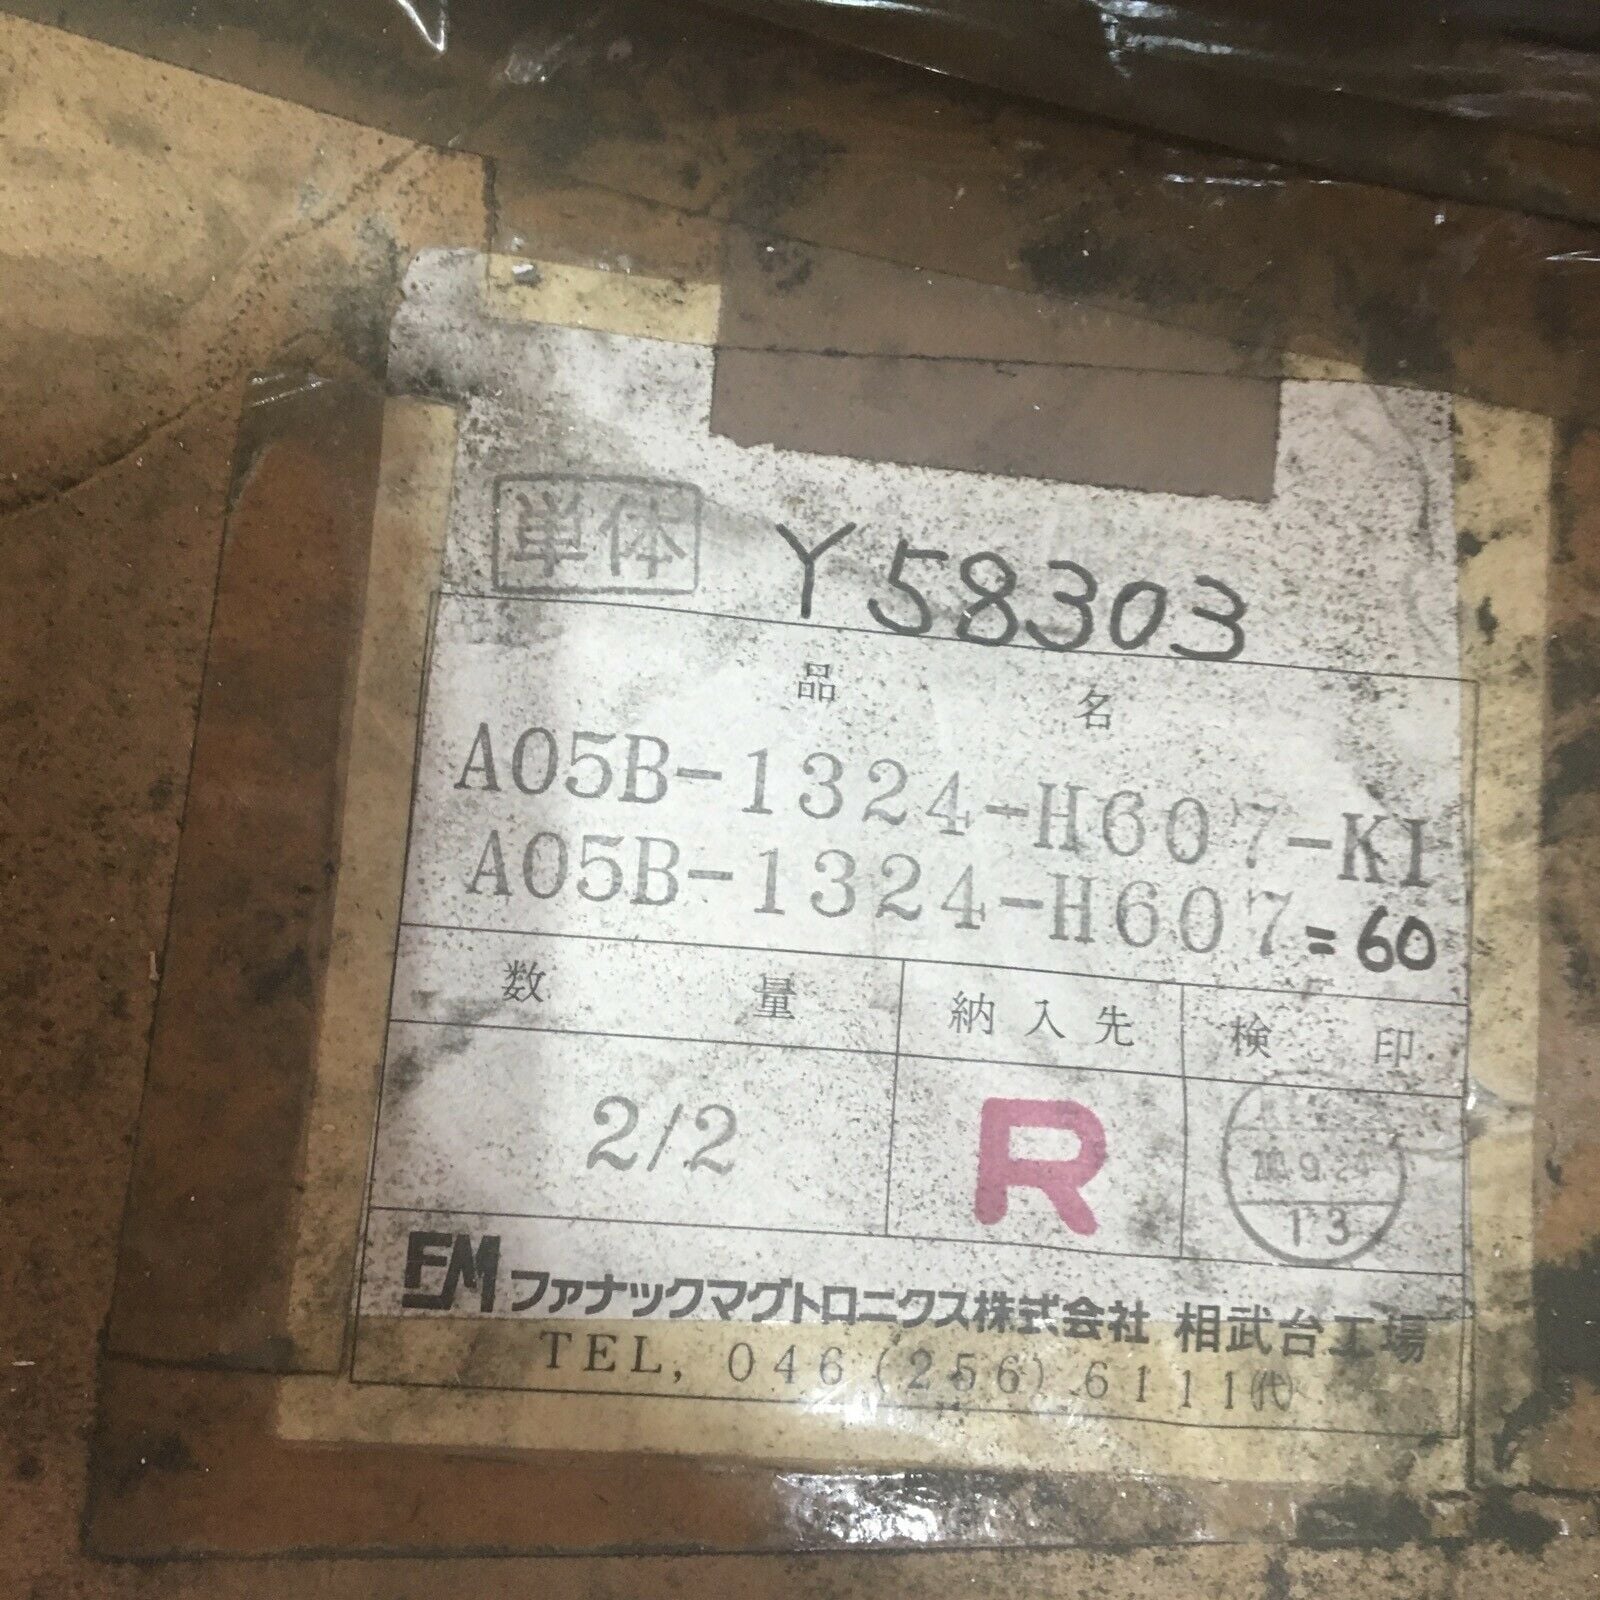 単体 Y58303
品名
A05B-1324-H607-KI
A05B-1324-H607=60
数量 納入先 検印
2/2 R
9.24
13
FM ファナックマグトロニクス株式会社 相武台工場
TEL, 046(256)6111(代)